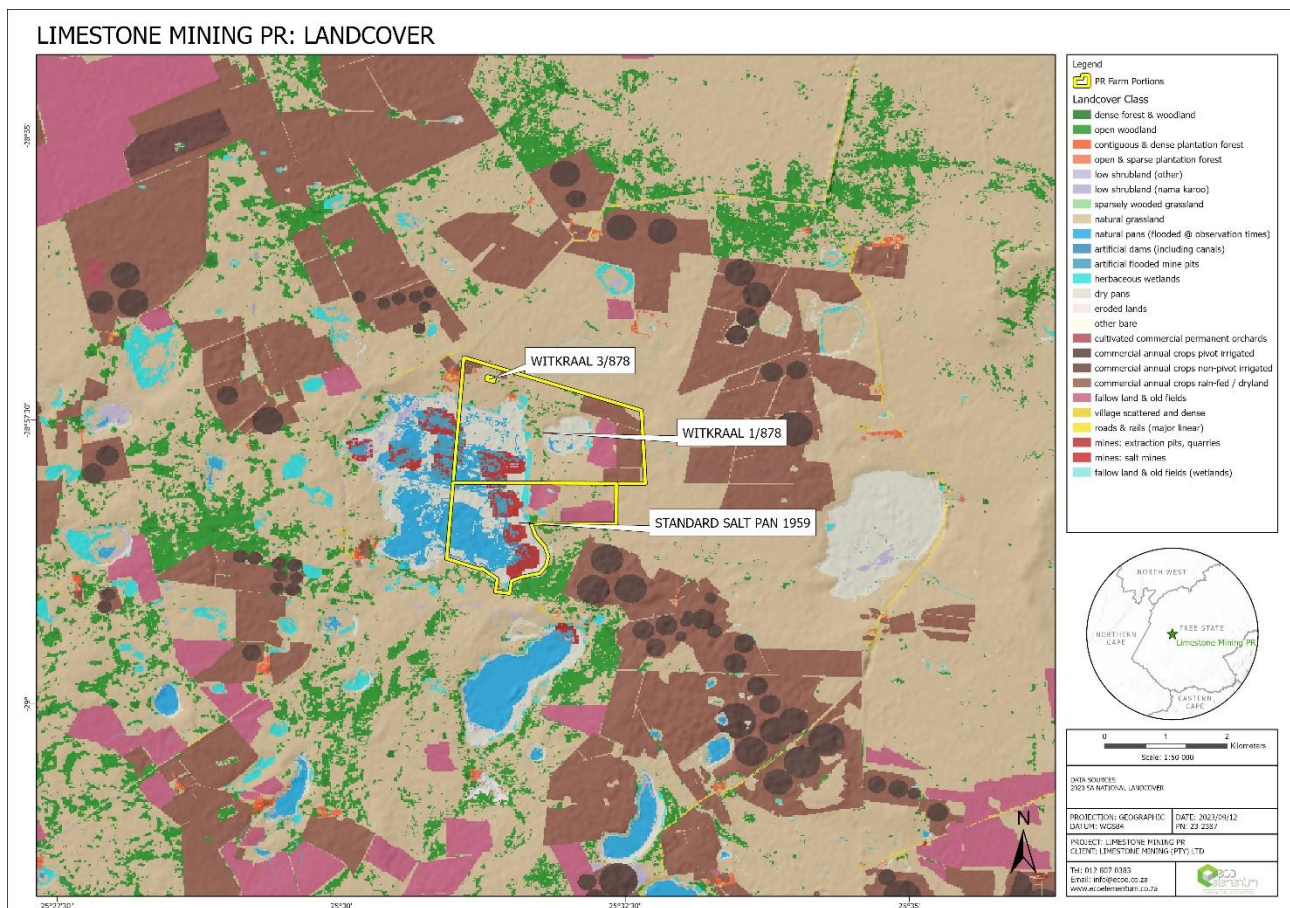 LIMESTONE MINING PR: LANDCOVER
-28°55'
-28°57'30"
-29°
25°27'30"
25°30'
25°32'30"
25°35'
WITKRAAL 3/878
WITKRAAL 1/878
STANDARD SALT PAN 1959
Legend
PR Farm Portions
Landcover Class
dense forest & woodland
open woodland
contiguous & dense plantation forest
open & sparse plantation forest
low shrubland (other)
low shrubland (nama karoo)
sparsely wooded grassland
natural grassland
natural pans (flooded @ observation times)
artificial dams (including canals)
artificial flooded mine pits
herbaceous wetlands
dry pans
eroded lands
other bare
cultivated commercial permanent orchards
commercial annual crops pivot irrigated
commercial annual crops non-pivot irrigated
commercial annual crops rain-fed / dryland
fallow land & old fields
village scattered and dense
roads & rails (major linear)
mines: extraction pits, quarries
mines: salt mines
fallow land & old fields (wetlands)
NORTH WEST
NORTHERN
CAPE
FREE STATE
Limestone Mining PR
EASTERN
CAPE
0 1 2
Kilometers
Scale: 1:50 000
DATA SOURCES:
2020 SA NATIONAL LANDCOVER
PROJECTION: GEOGRAPHIC
DATUM: WGS84
DATE: 2023/09/12
PN: 23-2387
PROJECT: LIMESTONE MINING PR
CLIENT: LIMESTONE MINING (PTY) LTD
Tel: 012 807 0383
Email: info@ecoe.co.za
www.ecoelementum.co.za
eco
elementum
N